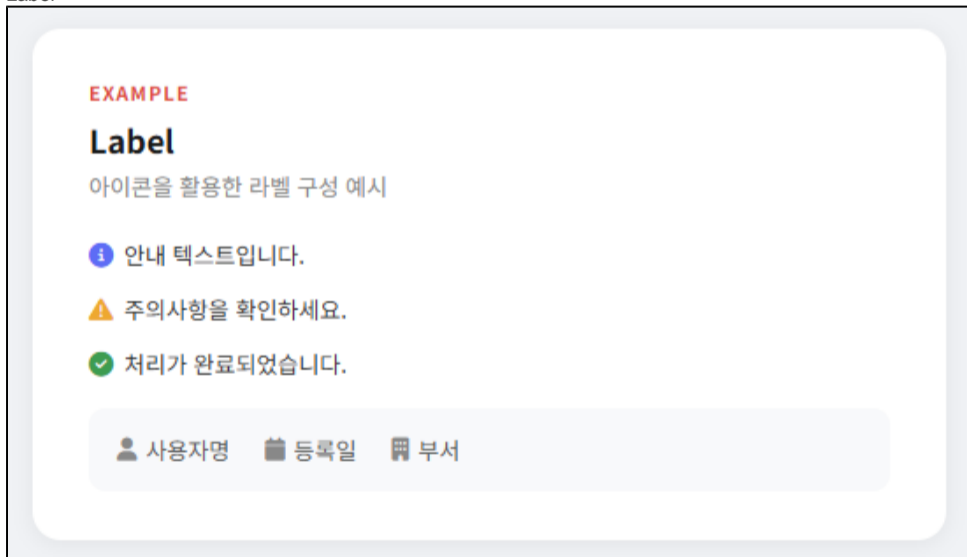 EXAMPLE
Label
아이콘을 활용한 라벨 구성 예시
안내 텍스트입니다.
주의사항을 확인하세요.
처리가 완료되었습니다.
사용자명 등록일 부서